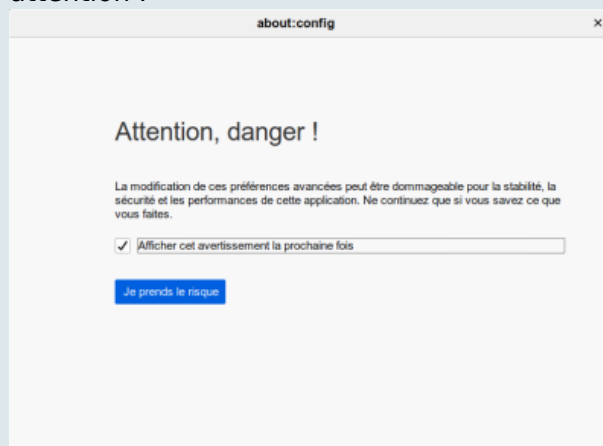 attention :
about:config
×
Attention, danger !
La modification de ces préférences avancées peut être dommageable pour la stabilité, la
sécurité et les performances de cette application. Ne continuez que si vous savez ce que
vous faites.
Afficher cet avertissement la prochaine fois
Je prends le risque